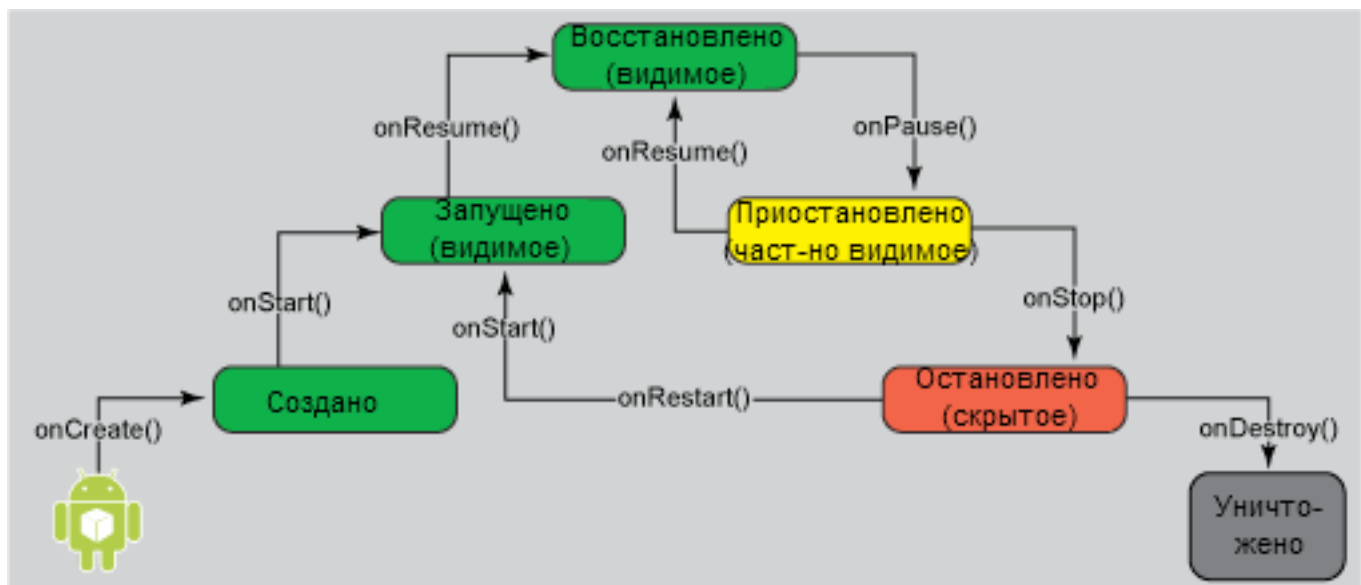 Восстановлено
(видимое)
onResume()
onPause()
onResume()
Запущено
(видимое)
Приостановлено
(част-но видимое)
onStart()
onStop()
onStart()
Создано
Остановлено
(скрытое)
onRestart()
onCreate()
onDestroy()
Уничто-
жено